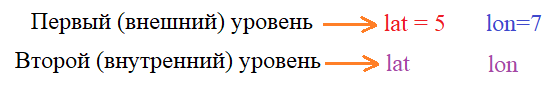 Первый (внешний) уровень lat = 5 lon=7
Второй (внутренний) уровень lat lon